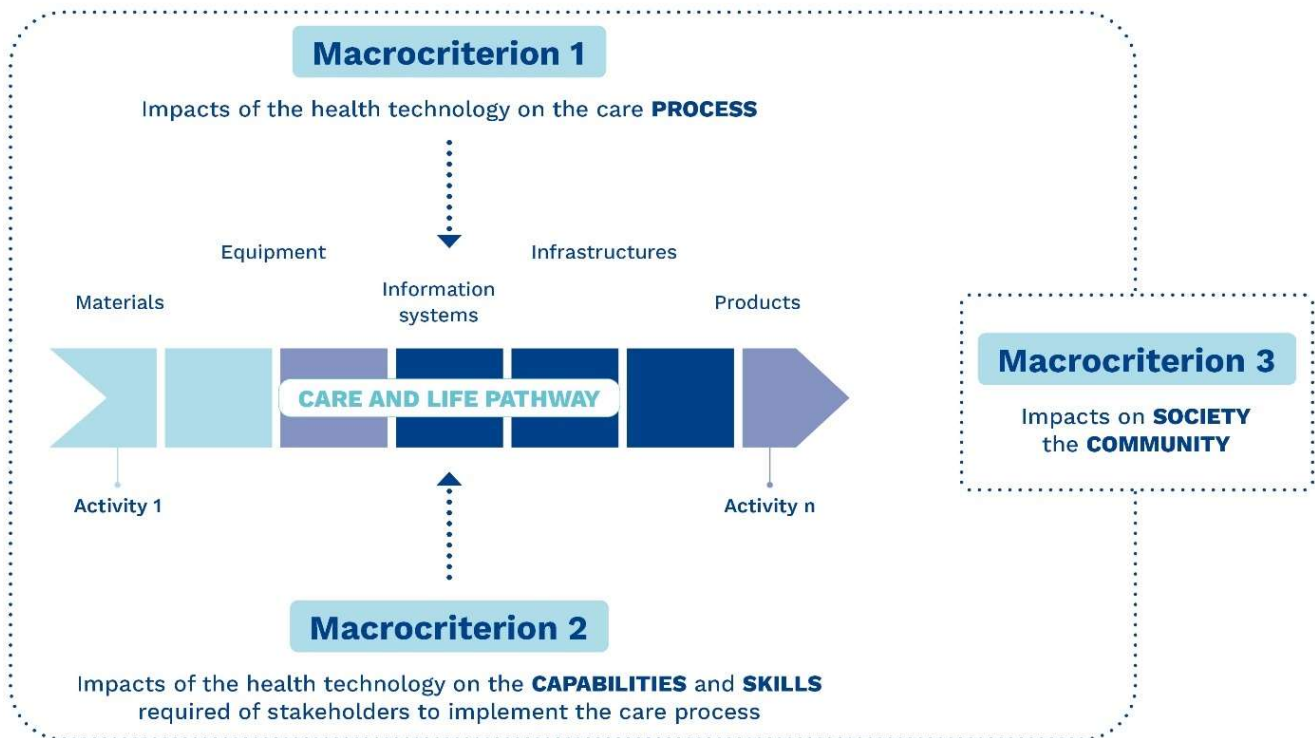 Macrocriterion 1
Impacts of the health technology on the care PROCESS
Equipment
Infrastructures
Materials
Information
systems
Products
CARE AND LIFE PATHWAY
Activity 1
Activity n
Macrocriterion 2
Impacts of the health technology on the CAPABILITIES and SKILLS
required of stakeholders to implement the care process
Macrocriterion 3
Impacts on SOCIETY
the COMMUNITY